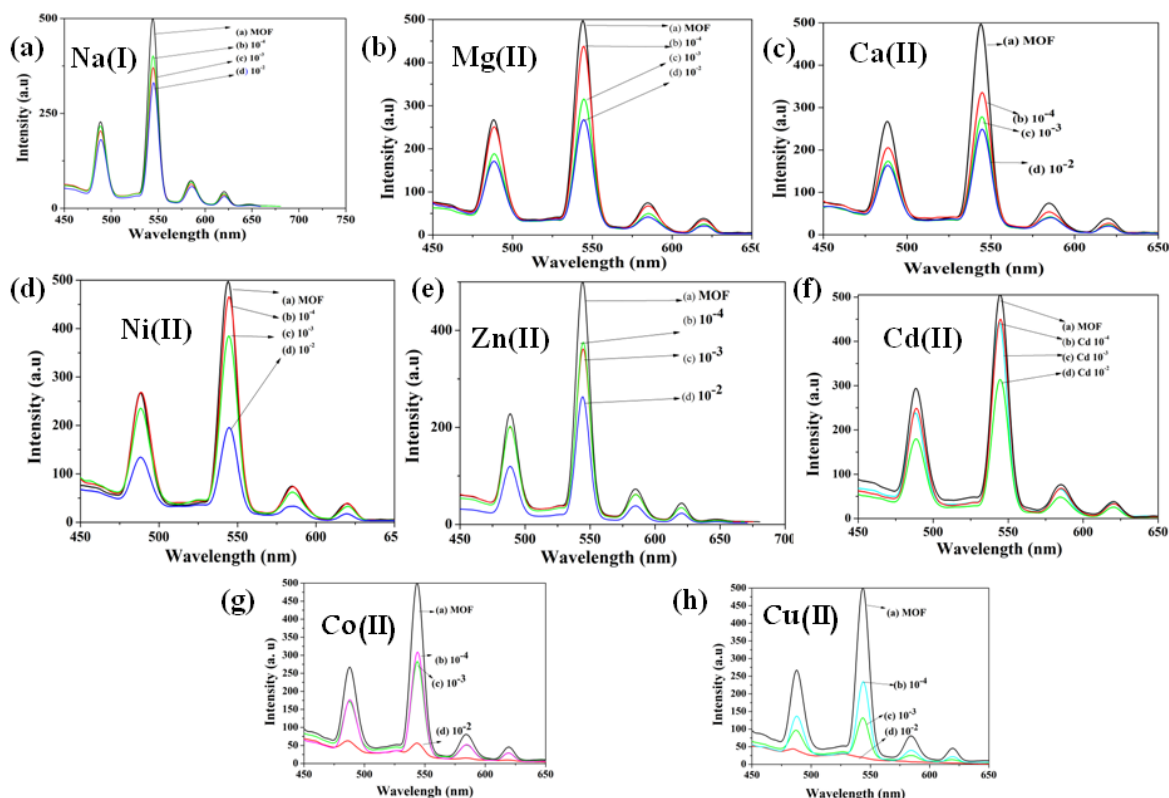 (a)
Na(I)
500
250
0
Intensity (a.u)
(a) MOF
(b) 10⁻⁴
(c) 10⁻³
(d) 10⁻²
450 500 550 600 650 700 750
Wavelength (nm)
(b)
Mg(II)
500
400
300
200
100
0
Intensity (a.u)
(a) MOF
(b) 10⁻⁴
(c) 10⁻³
(d) 10⁻²
450 500 550 600 650
Wavelength (nm)
(c)
Ca(II)
500
400
300
200
100
0
Intensity (a.u)
(a) MOF
(b) 10⁻⁴
(c) 10⁻³
(d) 10⁻²
450 500 550 600 650
Wavelength (nm)
(d)
Ni(II)
500
400
300
200
100
0
Intensity (a.u)
(a) MOF
(b) 10⁻⁴
(c) 10⁻³
(d) 10⁻²
450 500 550 600 650
Wavelength (nm)
(e)
Zn(II)
400
200
0
Intensity (a.u)
(a) MOF
(b) 10⁻⁴
(c) 10⁻³
(d) 10⁻²
450 500 550 600 650 700
Wavelength (nm)
(f)
Cd(II)
500
400
300
200
100
0
Intensity (a.u)
(a) MOF
(b) Cd 10⁻⁴
(c) Cd 10⁻³
(d) Cd 10⁻²
450 500 550 600 650
Wavelength (nm)
(g)
Co(II)
500
450
400
350
300
250
200
150
100
50
0
Intensity (a. u)
(a) MOF
(b) 10⁻⁴
(c) 10⁻³
(d) 10⁻²
450 500 550 600 650
Wavelength (nm)
(h)
Cu(II)
500
450
400
350
300
250
200
150
100
50
0
Intensity (a. u)
(a) MOF
(b) 10⁻⁴
(c) 10⁻³
(d) 10⁻²
450 500 550 600 650
Wavelength (nm)